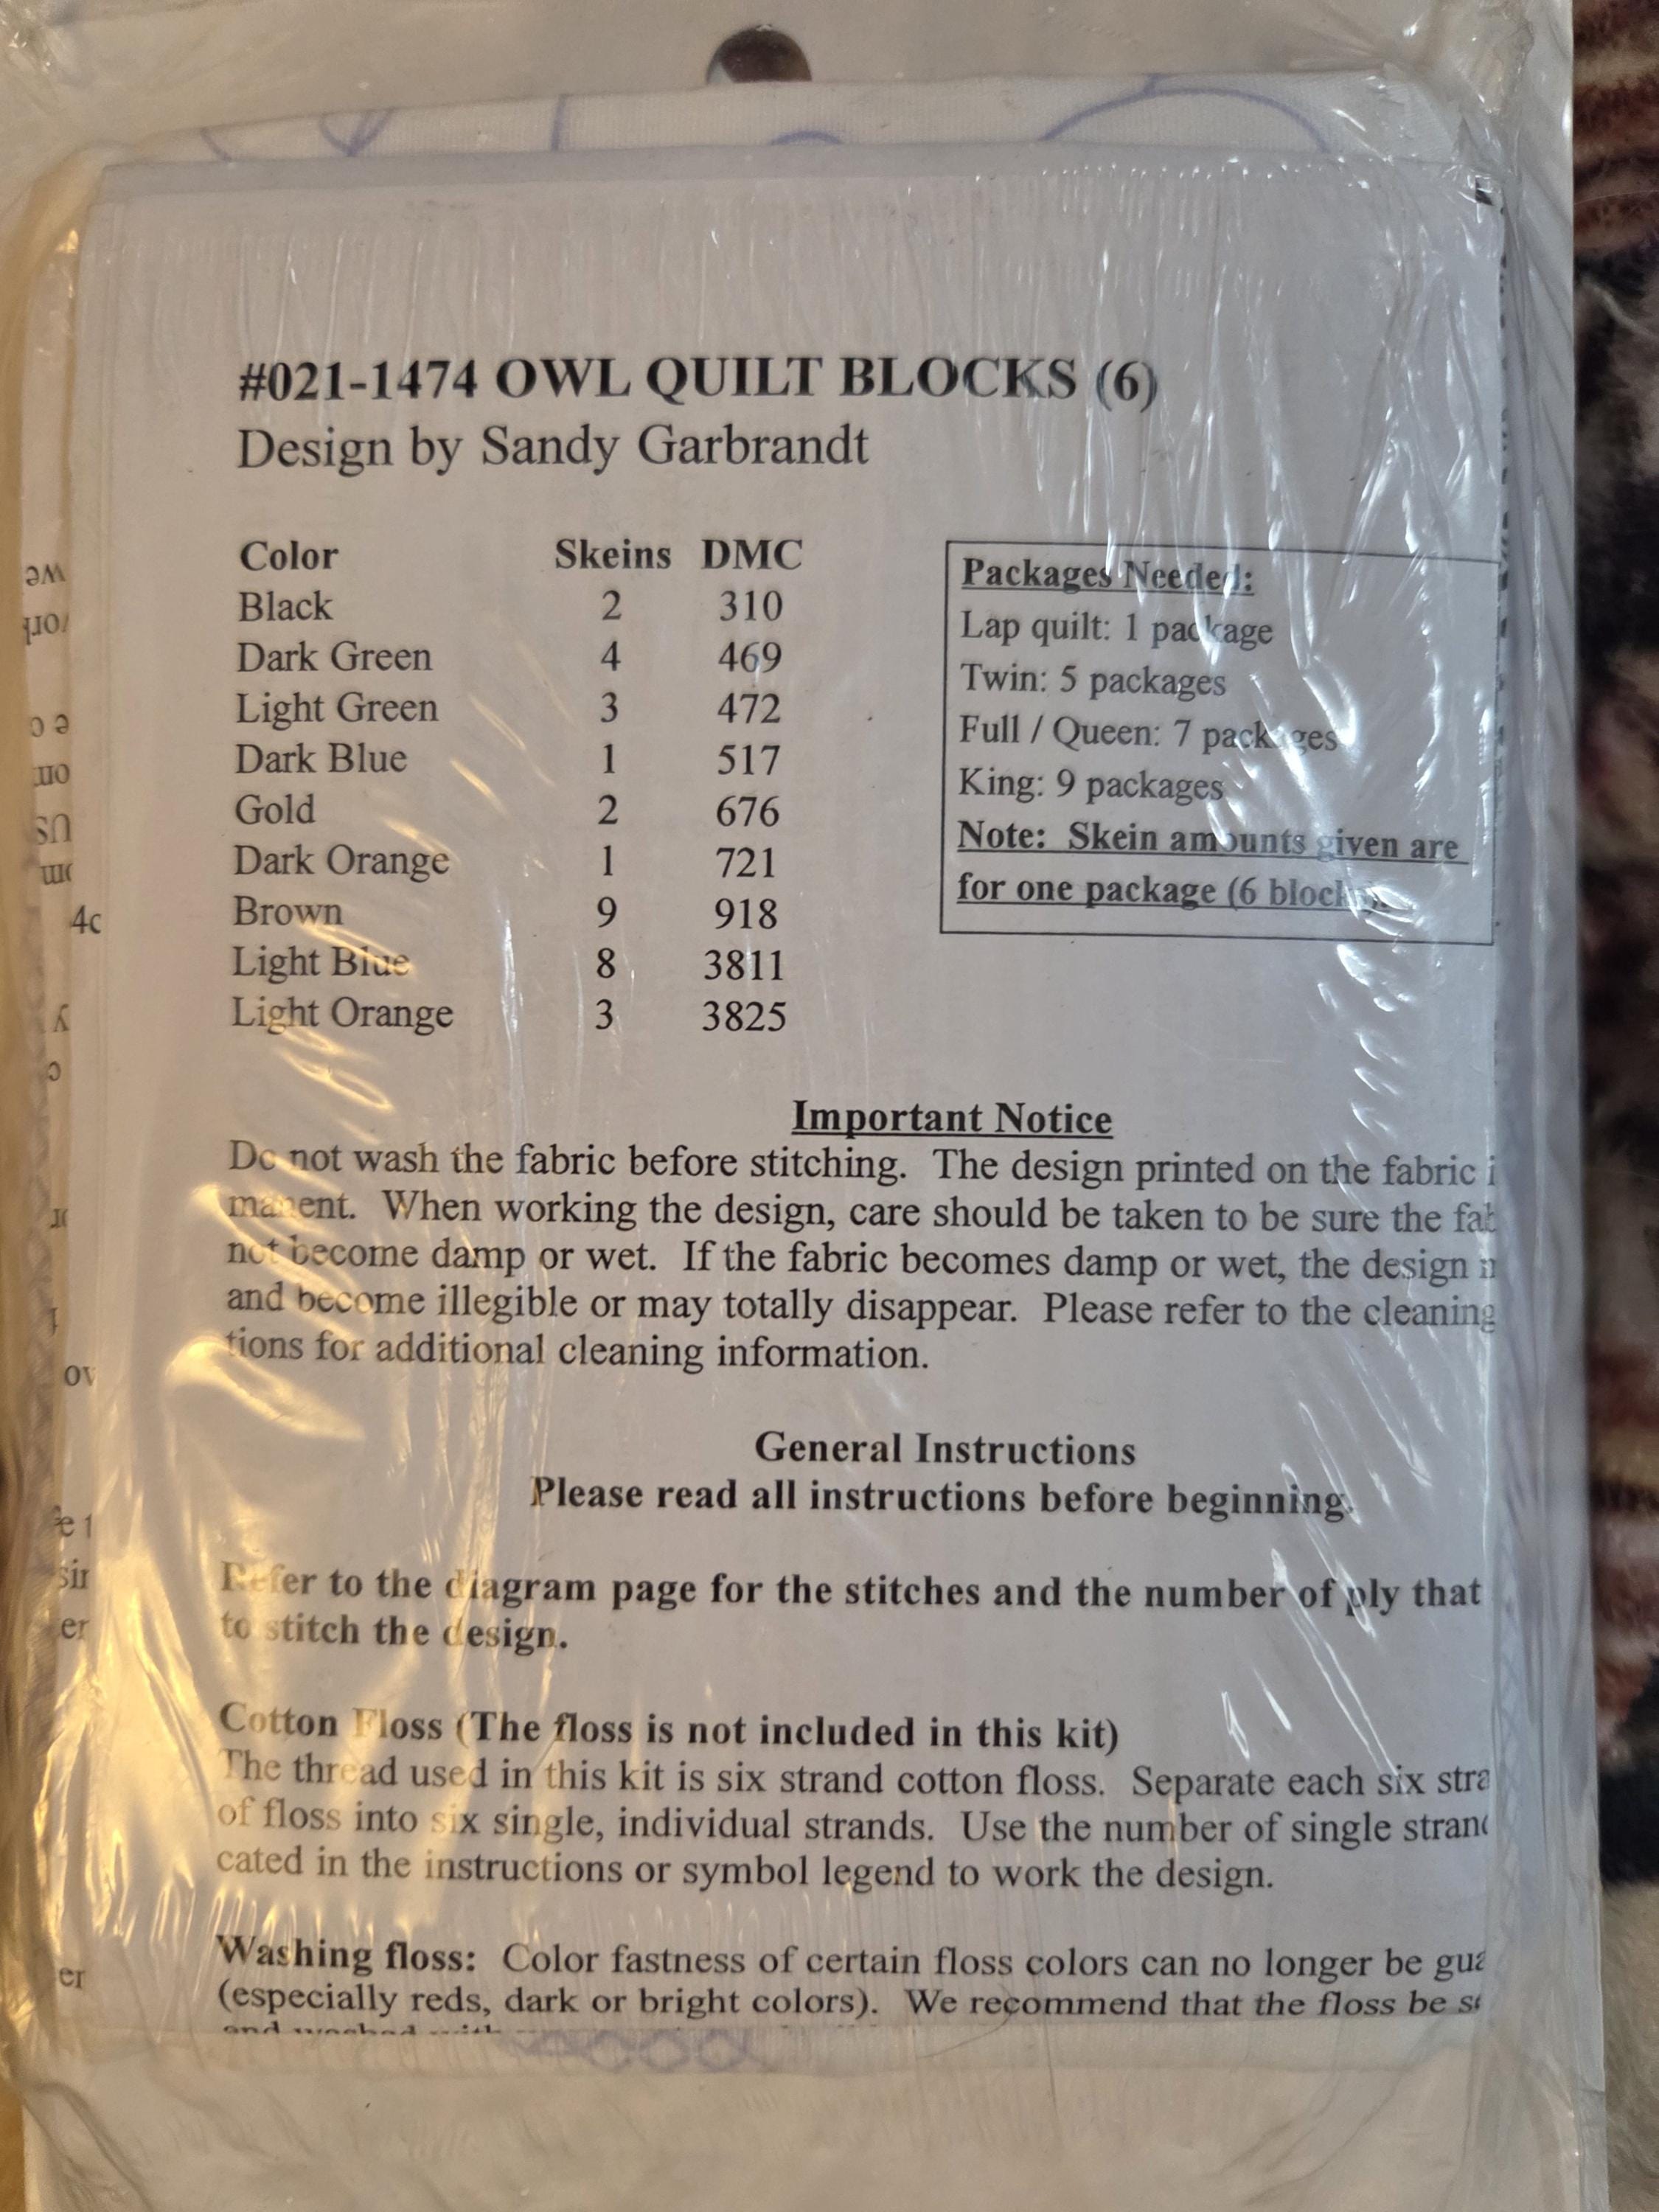 #021-1474 OWL QUILT BLOCKS (6)
Design by Sandy Garbrandt
Color Skeins DMC
Black 2 310
Dark Green 4 469
Light Green 3 472
Dark Blue 1 517
Gold 2 676
Dark Orange 1 721
Brown 9 918
Light Blue 8 3811
Light Orange 3 3825
Packages Needed:
Lap quilt: 1 package
Twin: 5 packages
Full / Queen: 7 packages
King: 9 packages
Note: Skein amounts given are
for one package (6 blocks).
Important Notice
Do not wash the fabric before stitching. The design printed on the fabric i
manent. When working the design, care should be taken to be sure the fab
not become damp or wet. If the fabric becomes damp or wet, the design
and become illegible or may totally disappear. Please refer to the cleaning
tions for additional cleaning information.
General Instructions
Please read all instructions before beginning.
Refer to the diagram page for the stitches and the number of ply that
to stitch the design.
Cotton Floss (The floss is not included in this kit)
The thread used in this kit is six strand cotton floss. Separate each six stra
of floss into six single, individual strands. Use the number of single strand
cated in the instructions or symbol legend to work the design.
Washing floss: Color fastness of certain floss colors can no longer be gua
(especially reds, dark or bright colors). We recommend that the floss be
and washed with